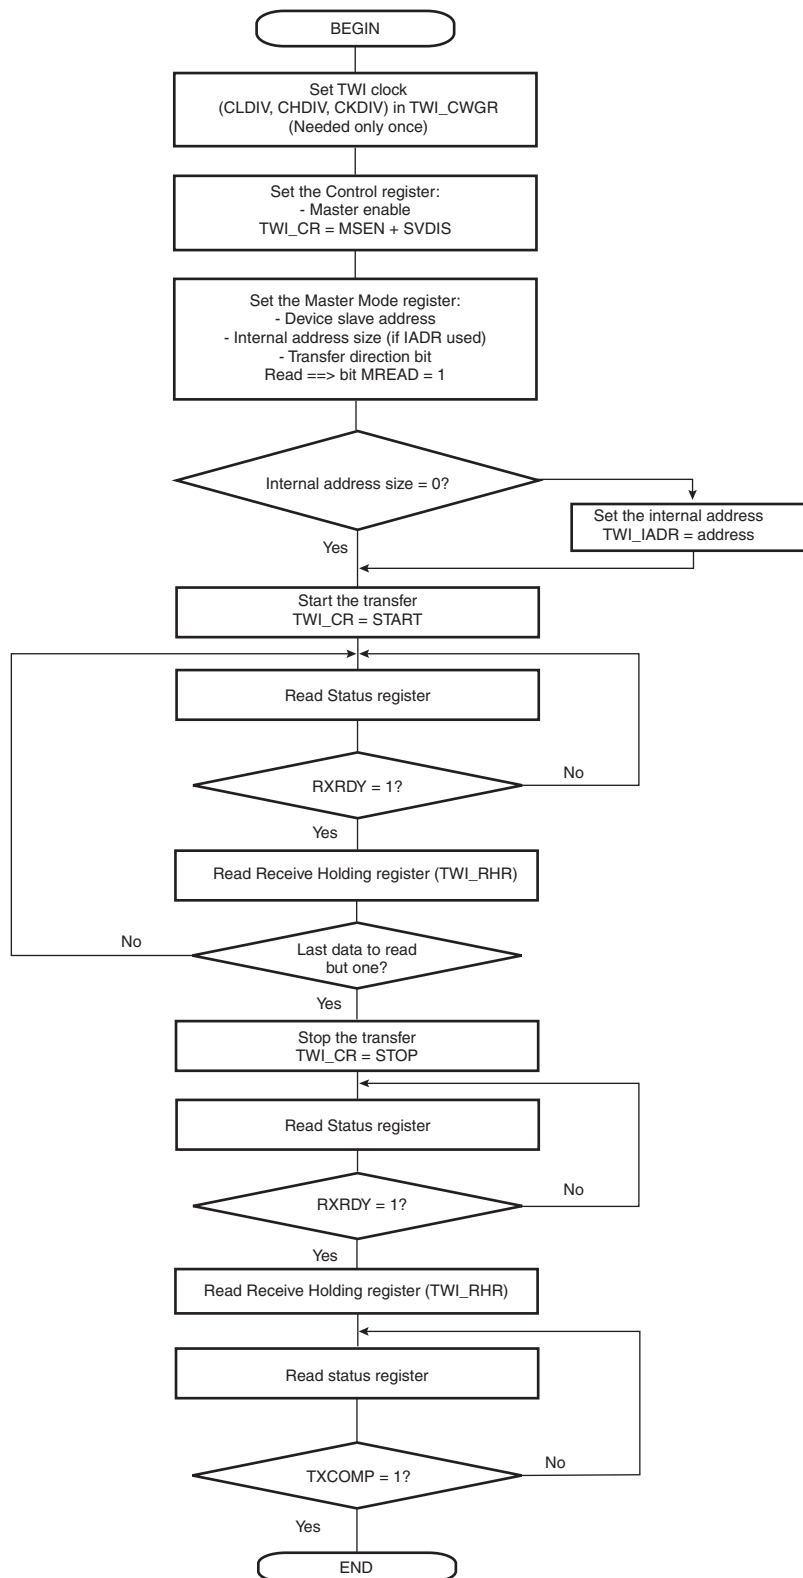 BEGIN
Set TWI clock
(CLDIV, CHDIV, CKDIV) in TWI_CWGR
(Needed only once)
Set the Control register:
- Master enable
TWI_CR = MSEN + SVDIS
Set the Master Mode register:
- Device slave address
- Internal address size (if IADR used)
- Transfer direction bit
Read ==> bit MREAD = 1
Internal address size = 0?
Set the internal address
TWI_IADR = address
Yes
Start the transfer
TWI_CR = START
Read Status register
RXRDY = 1?
No
Yes
Read Receive Holding register (TWI_RHR)
No
Last data to read
but one?
Yes
Stop the transfer
TWI_CR = STOP
Read Status register
RXRDY = 1?
No
Yes
Read Receive Holding register (TWI_RHR)
Read status register
TXCOMP = 1?
No
Yes
END